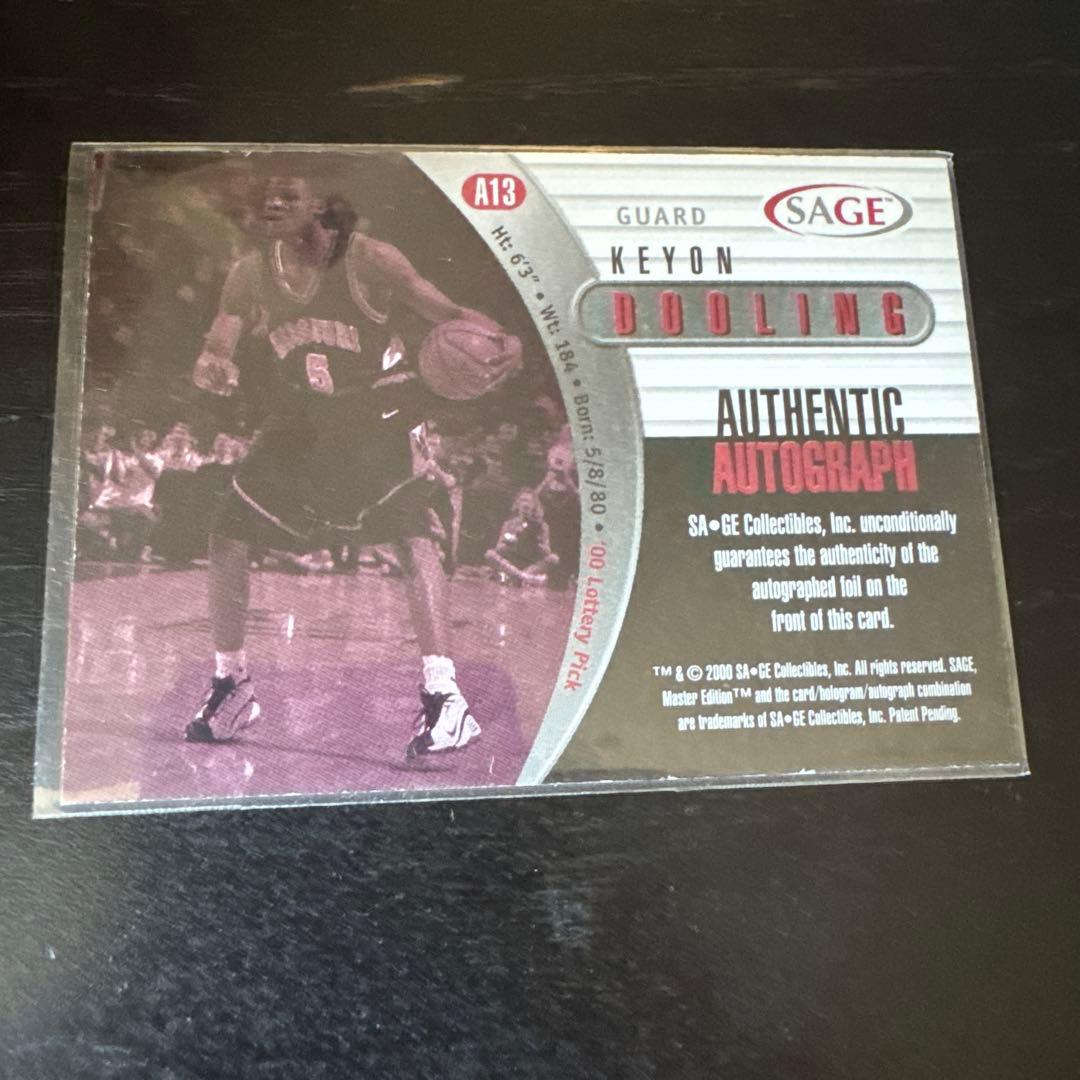 A13
GUARD
SAGE™
KEYON
DOOLING
Ht: 6'3" • Wt: 184 • Born: 5/8/80 • '00 Lottery Pick
5
AUTHENTIC
AUTOGRAPH
SA•GE Collectibles, Inc. unconditionally
guarantees the authenticity of the
autographed foil on the
front of this card.
™ & © 2000 SA•GE Collectibles, Inc. All rights reserved. SAGE,
Master Edition™ and the card/hologram/autograph combination
are trademarks of SA•GE Collectibles, Inc. Patent Pending.